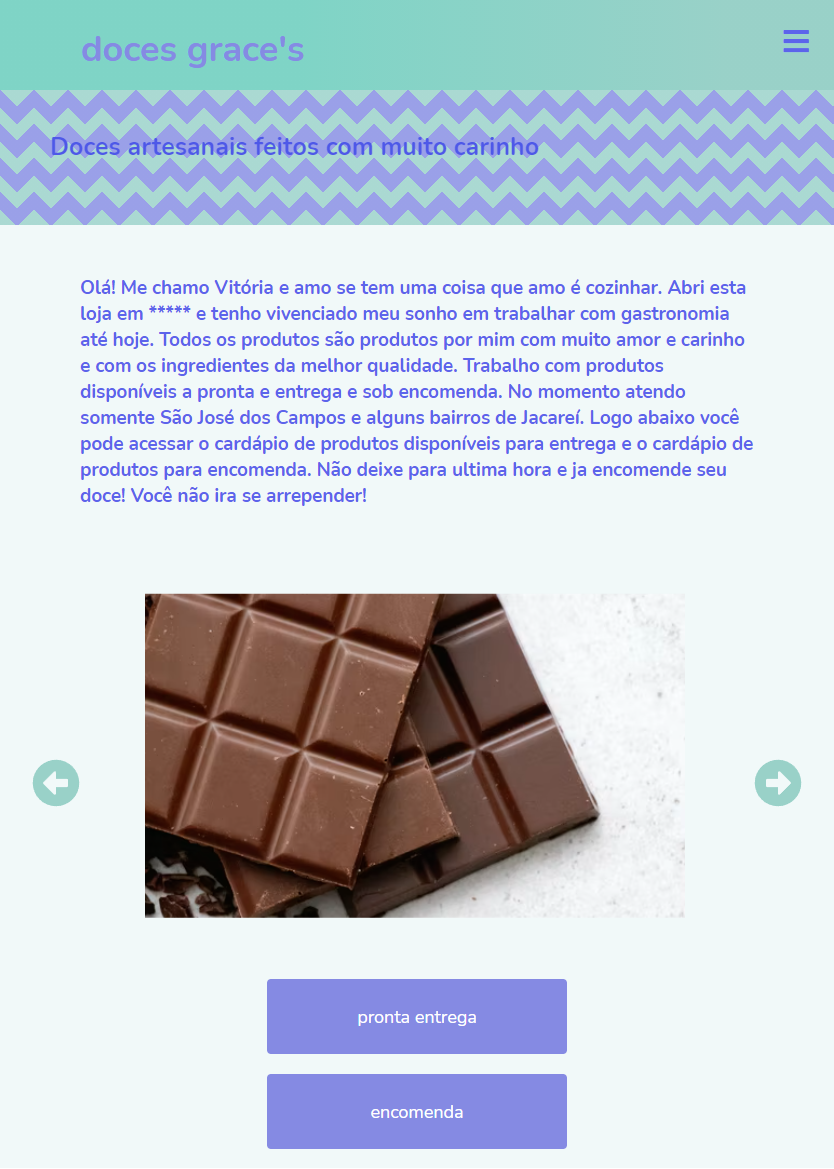 doces grace's
Doces artesanais feitos com muito carinho
Olá! Me chamo Vitória e amo se tem uma coisa que amo é cozinhar. Abri esta
loja em ***** e tenho vivenciado meu sonho em trabalhar com gastronomia
até hoje. Todos os produtos são produtos por mim com muito amor e carinho
e com os ingredientes da melhor qualidade. Trabalho com produtos
disponíveis a pronta e entrega e sob encomenda. No momento atendo
somente São José dos Campos e alguns bairros de Jacareí. Logo abaixo você
pode acessar o cardápio de produtos disponíveis para entrega e o cardápio de
produtos para encomenda. Não deixe para ultima hora e ja encomende seu
doce! Você não ira se arrepender!
pronta entrega
encomenda